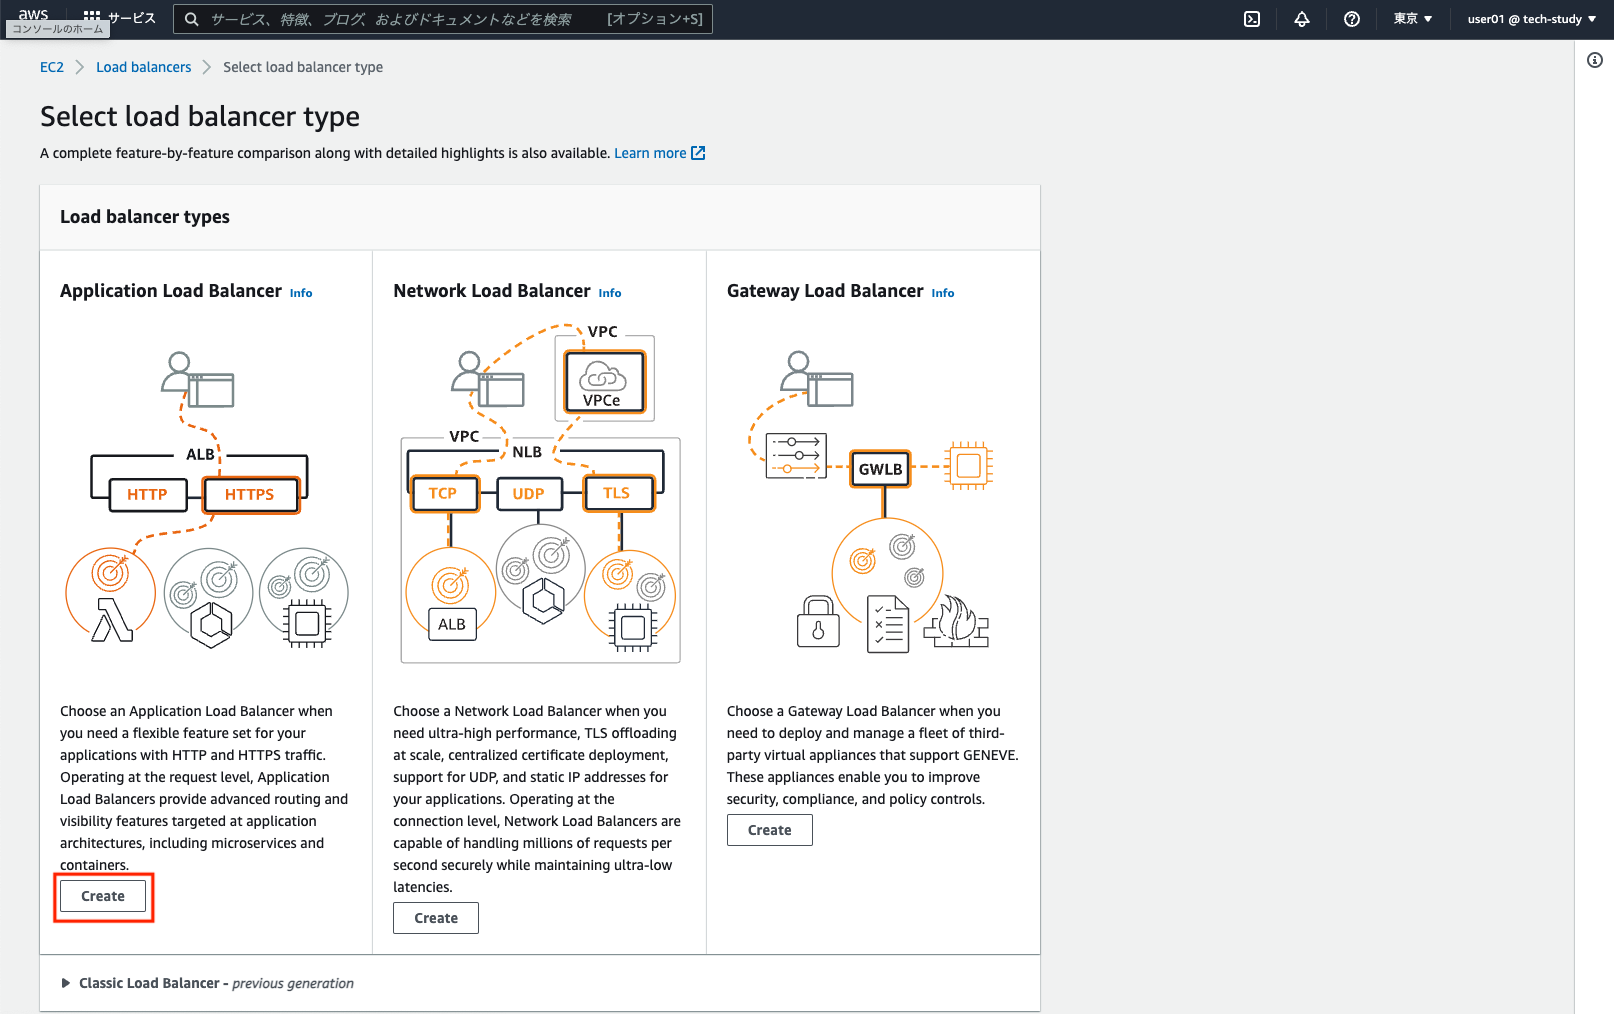 aws
サービス
サービス、特徴、ブログ、およびドキュメントなどを検索
[オプション+S]
東京
user01 @ tech-study
コンソールのホーム
EC2
Load balancers
Select load balancer type
Select load balancer type
A complete feature-by-feature comparison along with detailed highlights is also available. Learn more
Load balancer types
Application Load Balancer Info
ALB
HTTP
HTTPS
Choose an Application Load Balancer when
you need a flexible feature set for your
applications with HTTP and HTTPS traffic.
Operating at the request level, Application
Load Balancers provide advanced routing and
visibility features targeted at application
architectures, including microservices and
containers.
Create
Network Load Balancer Info
VPC
VPCe
VPC
NLB
TCP
UDP
TLS
ALB
Choose a Network Load Balancer when you
need ultra-high performance, TLS offloading
at scale, centralized certificate deployment,
support for UDP, and static IP addresses for
your applications. Operating at the
connection level, Network Load Balancers are
capable of handling millions of requests per
second securely while maintaining ultra-low
latencies.
Create
Gateway Load Balancer Info
GWLB
Choose a Gateway Load Balancer when you
need to deploy and manage a fleet of third-
party virtual appliances that support GENEVE.
These appliances enable you to improve
security, compliance, and policy controls.
Create
Classic Load Balancer - previous generation